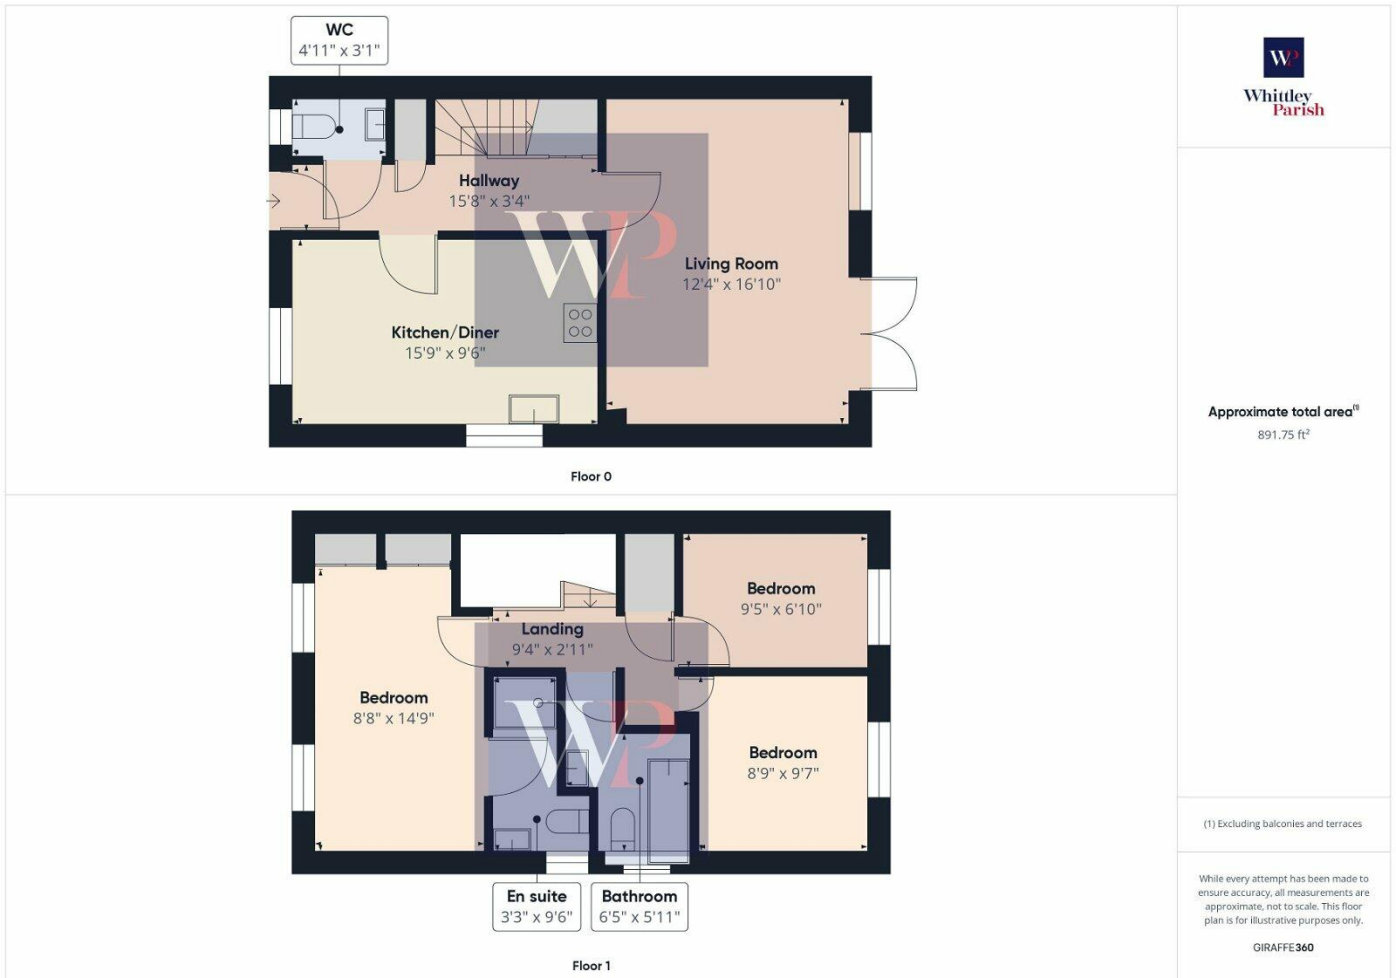 WC
4'11" x 3'1"
Hallway
15'8" x 3'4"
Living Room
12'4" x 16'10"
Kitchen/Diner
15'9" x 9'6"
WP
Floor 0
Landing
9'4" x 2'11"
Bedroom
9'5" x 6'10"
Bedroom
8'8" x 14'9"
Bedroom
8'9" x 9'7"
WP
En suite
3'3" x 9'6"
Bathroom
6'5" x 5'11"
Floor 1
WP
Whittley
Parish
Approximate total area(1)
891.75 ft²
(1) Excluding balconies and terraces
While every attempt has been made to
ensure accuracy, all measurements are
approximate, not to scale. This floor
plan is for illustrative purposes only.
GIRAFFE360